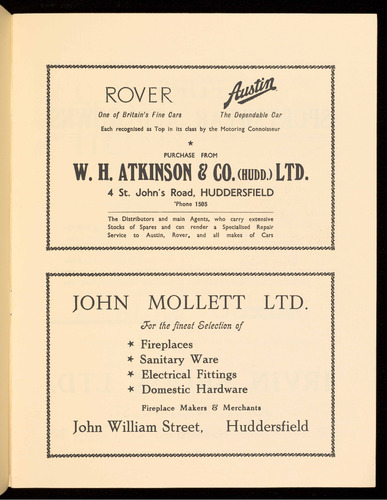 ROVER
Austin
One of Britain's Fine Cars
The Dependable Car
Each recognised as Top in its class by the Motoring Connoisseur
*
PURCHASE FROM
W. H. ATKINSON & CO. (HUDD.) LTD.
4 St. John's Road, HUDDERSFIELD
'Phone 1505
The Distributors and main Agents, who carry extensive
Stocks of Spares and can render a Specialised Repair
Service to Austin, Rover, and all makes of Cars
JOHN MOLLETT LTD.
For the finest Selection of
* Fireplaces
* Sanitary Ware
* Electrical Fittings
* Domestic Hardware
Fireplace Makers & Merchants
John William Street, Huddersfield